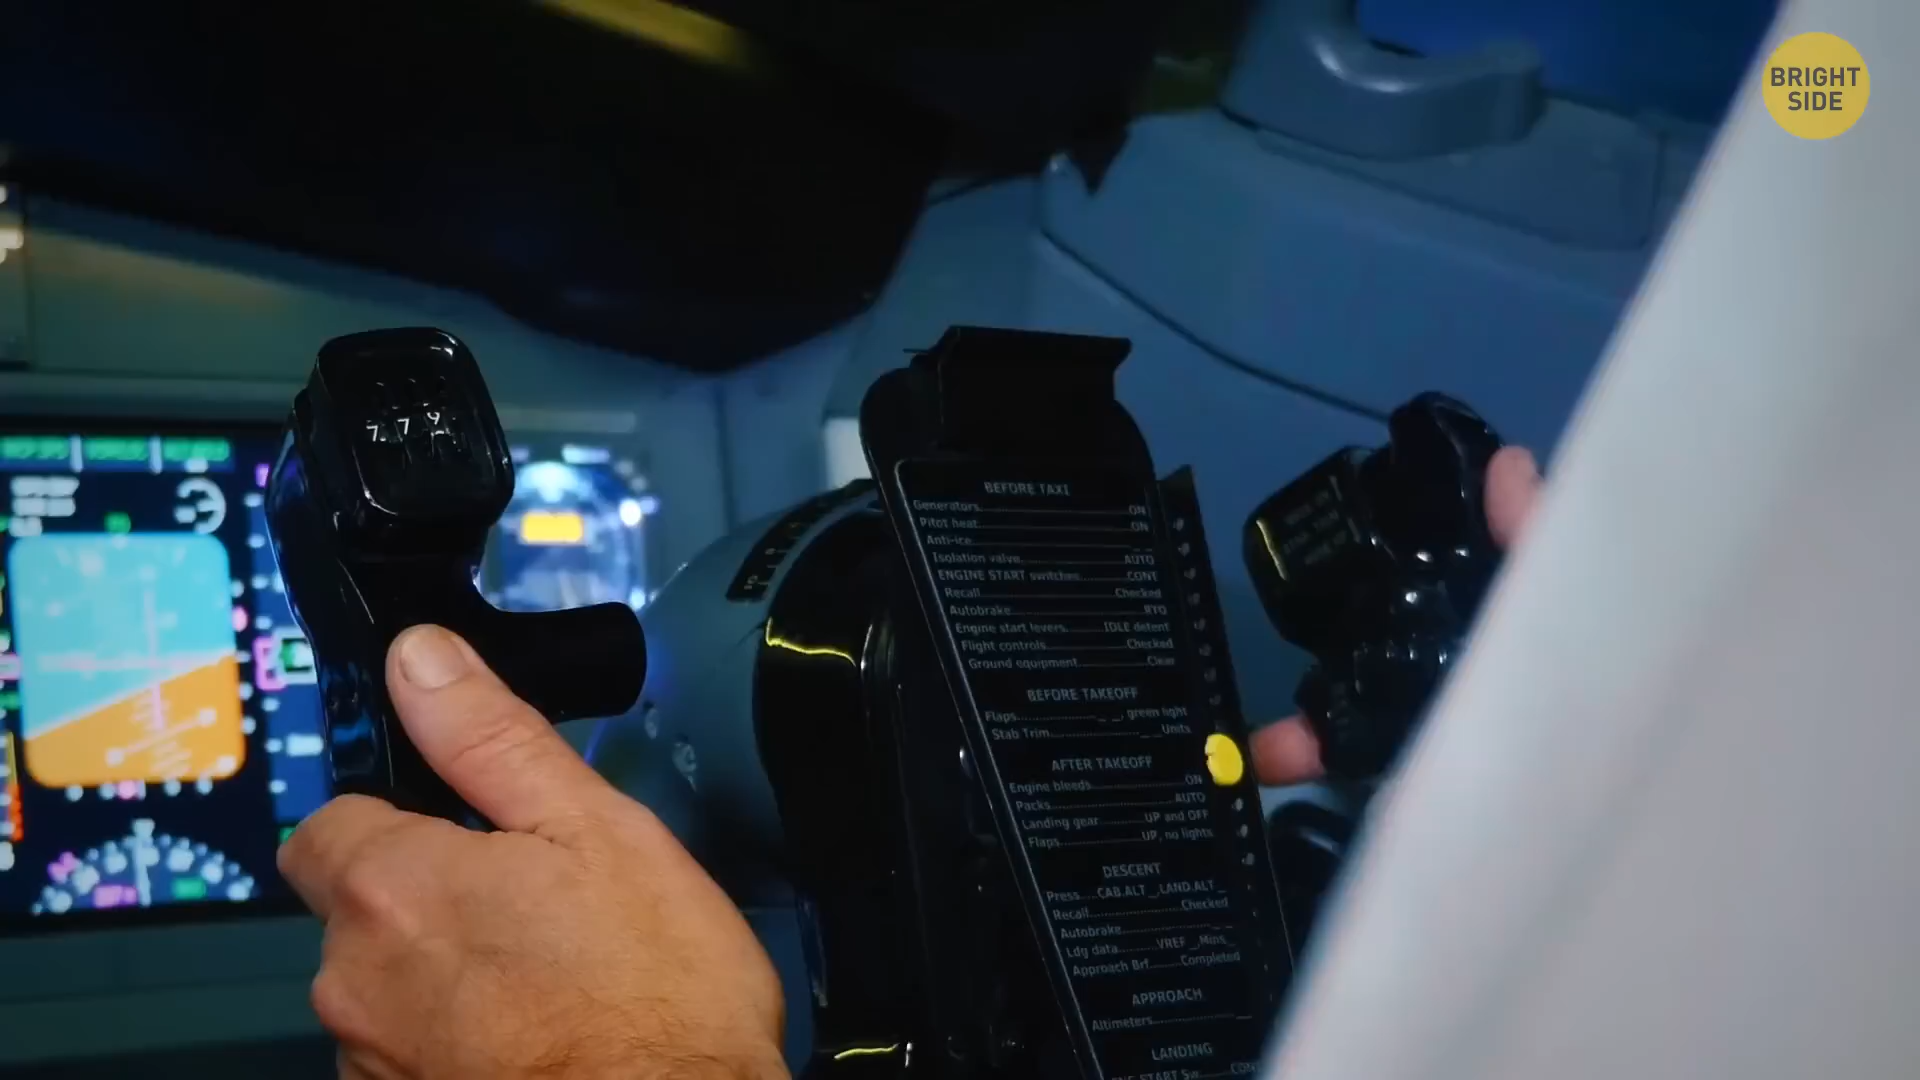 BRIGHT
SIDE
7 7 9
BEFORE TAXI
Generators ON
Pitot heat ON
Anti-ice _ _
Isolation valve AUTO
ENGINE START switches CONT
Recall Checked
Autobrake RTO
Engine start levers IDLE detent
Flight controls Checked
Ground equipment Clear
BEFORE TAKEOFF
Flaps _ _, green light
Stab Trim _ _ Units
AFTER TAKEOFF
Engine bleeds ON
Packs AUTO
Landing gear UP and OFF
Flaps UP, no lights
DESCENT
Press CAB.ALT _, LAND.ALT _
Recall Checked
Autobrake _ _
Ldg data VREF _, Mins _
Approach Brf Completed
APPROACH
Altimeters _
LANDING
START Sw